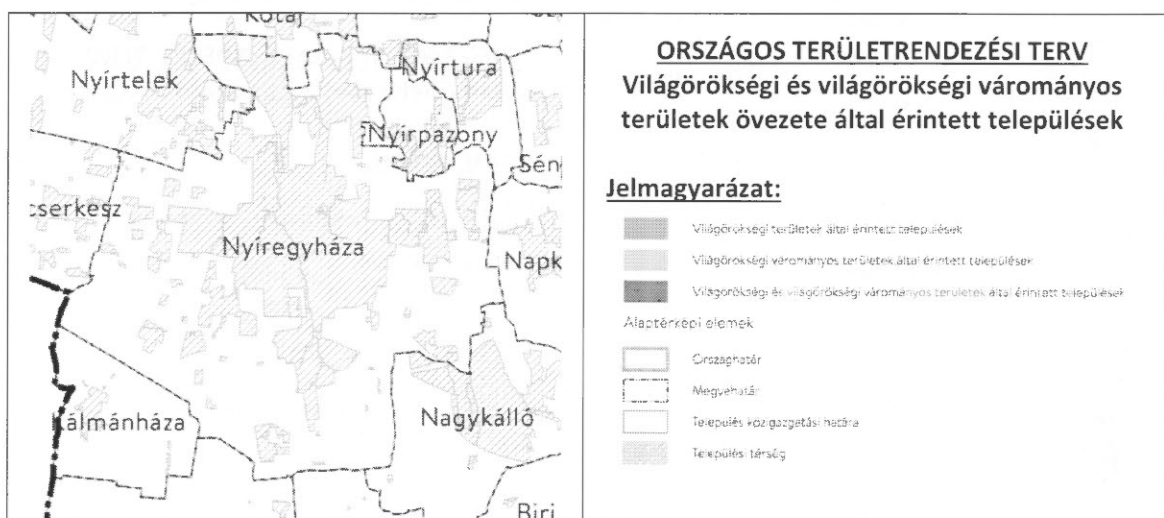 Kótaj
Nyírtelek
Nyírtura
Nyírpazony
Sén
cserkesz
Nyíregyháza
Napk
Kálmánháza
Nagykálló
Biri
ORSZÁGOS TERÜLETRENDEZÉSI TERV
Világörökségi és világörökségi várományos
területek övezete által érintett települések
Jelmagyarázat:
Világörökségi területek által érintett települések
Világörökségi várományos területek által érintett települések
Világörökségi és világörökségi várományos területek által érintett települések
Alaptérképi elemek
Országhatár
Megyehatár
Település közigazgatási határa
Települési térség